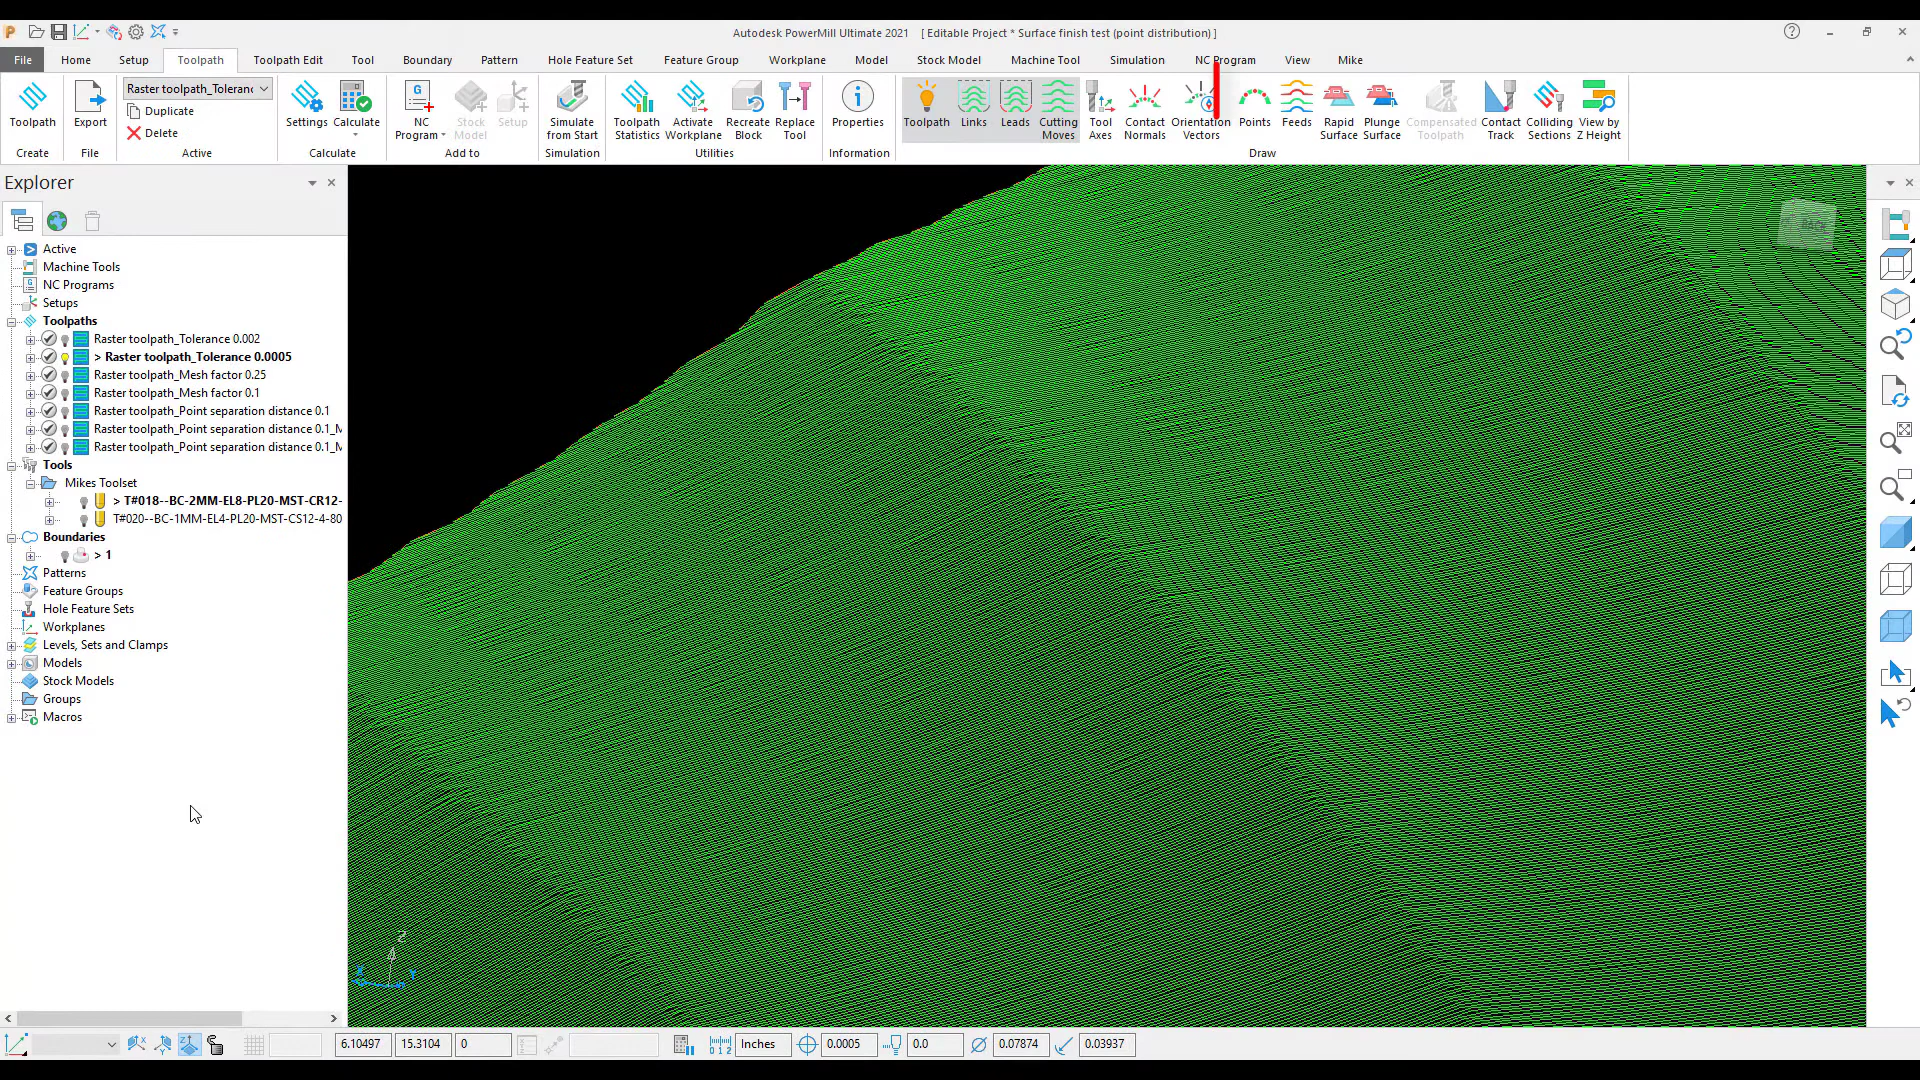 Autodesk PowerMill Ultimate 2021 [ Editable Project * Surface finish test (point distribution) ]
File Home Setup Toolpath Toolpath Edit Tool Boundary Pattern Hole Feature Set Feature Group Workplane Model Stock Model Machine Tool Simulation NC Program View Mike
Toolpath
Create
Export
File
Raster toolpath_Toleranc
Duplicate
Delete
Active
Settings Calculate
Calculate
NC Program Stock Model Setup
Add to
Simulate from Start
Simulation
Toolpath Statistics Activate Workplane Recreate Block Replace Tool
Utilities
Properties
Information
Toolpath Links Leads Cutting Moves Tool Axes Contact Normals Orientation Vectors Points Feeds Rapid Surface Plunge Surface Compensated Toolpath Contact Track Colliding Sections View by Z Height
Draw
Explorer
Active
Machine Tools
NC Programs
Setups
Toolpaths
Raster toolpath_Tolerance 0.002
> Raster toolpath_Tolerance 0.0005
Raster toolpath_Mesh factor 0.25
Raster toolpath_Mesh factor 0.1
Raster toolpath_Point separation distance 0.1
Raster toolpath_Point separation distance 0.1_M
Raster toolpath_Point separation distance 0.1_M
Tools
Mikes Toolset
> T#018--BC-2MM-EL8-PL20-MST-CR12-
T#020--BC-1MM-EL4-PL20-MST-CS12-4-80
Boundaries
> 1
Patterns
Feature Groups
Hole Feature Sets
Workplanes
Levels, Sets and Clamps
Models
Stock Models
Groups
Macros
BACK
Z
X
Y
6.10497 15.3104 0 Inches 0.0005 0.0 0.07874 0.03937